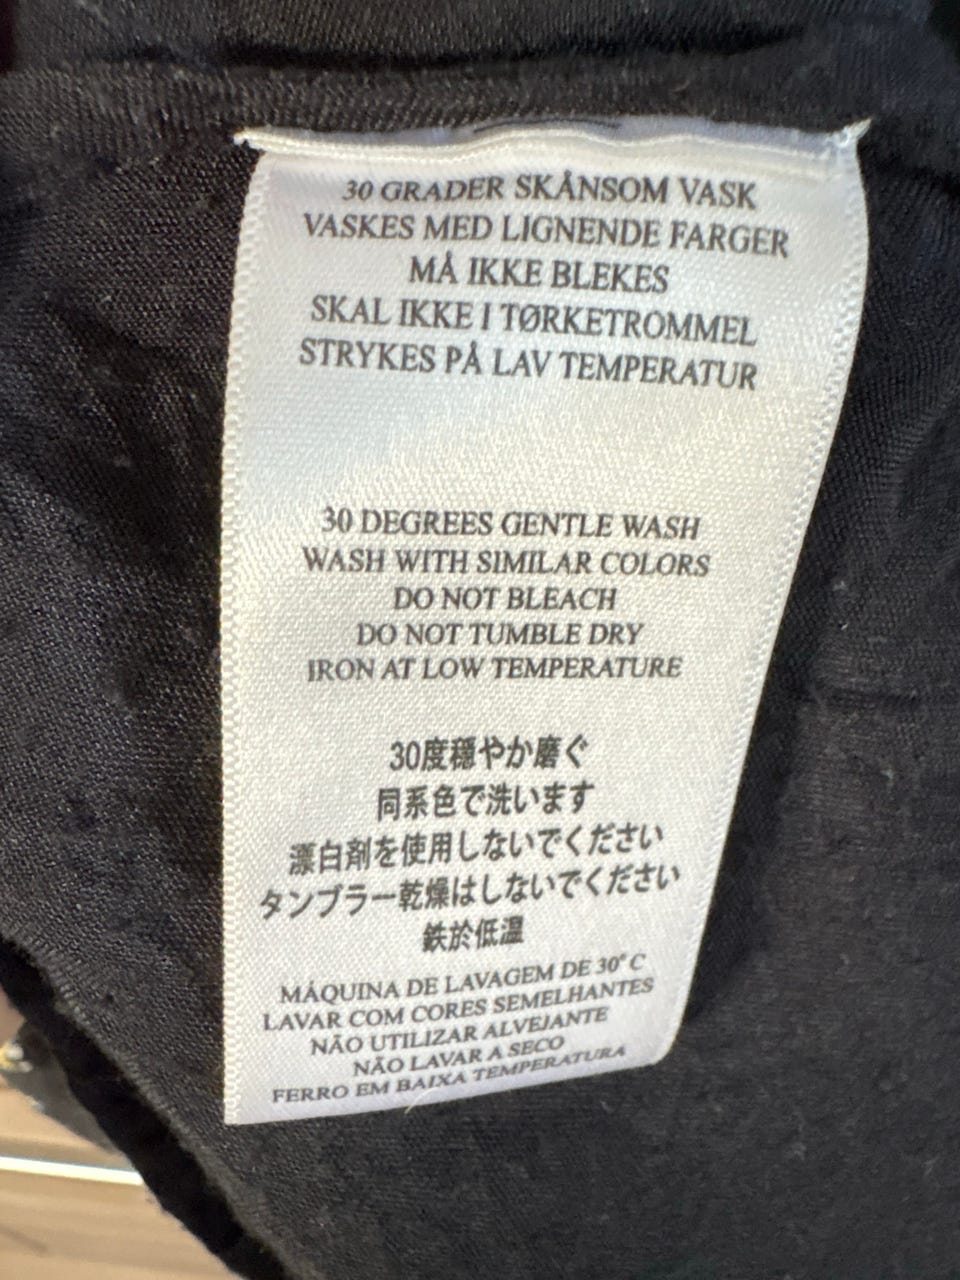 30 GRADER SKÅNSOM VASK
VASKES MED LIGNENDE FARGER
MÅ IKKE BLEKES
SKAL IKKE I TØRKETROMMEL
STRYKES PÅ LAV TEMPERATUR
30 DEGREES GENTLE WASH
WASH WITH SIMILAR COLORS
DO NOT BLEACH
DO NOT TUMBLE DRY
IRON AT LOW TEMPERATURE
30度穏やか磨ぐ
同系色で洗います
漂白剤を使用しないでください
タンブラー乾燥はしないでください
鉄於低温
MÁQUINA DE LAVAGEM DE 30° C
LAVAR COM CORES SEMELHANTES
NÃO UTILIZAR ALVEJANTE
NÃO LAVAR A SECO
FERRO EM BAIXA TEMPERATURA